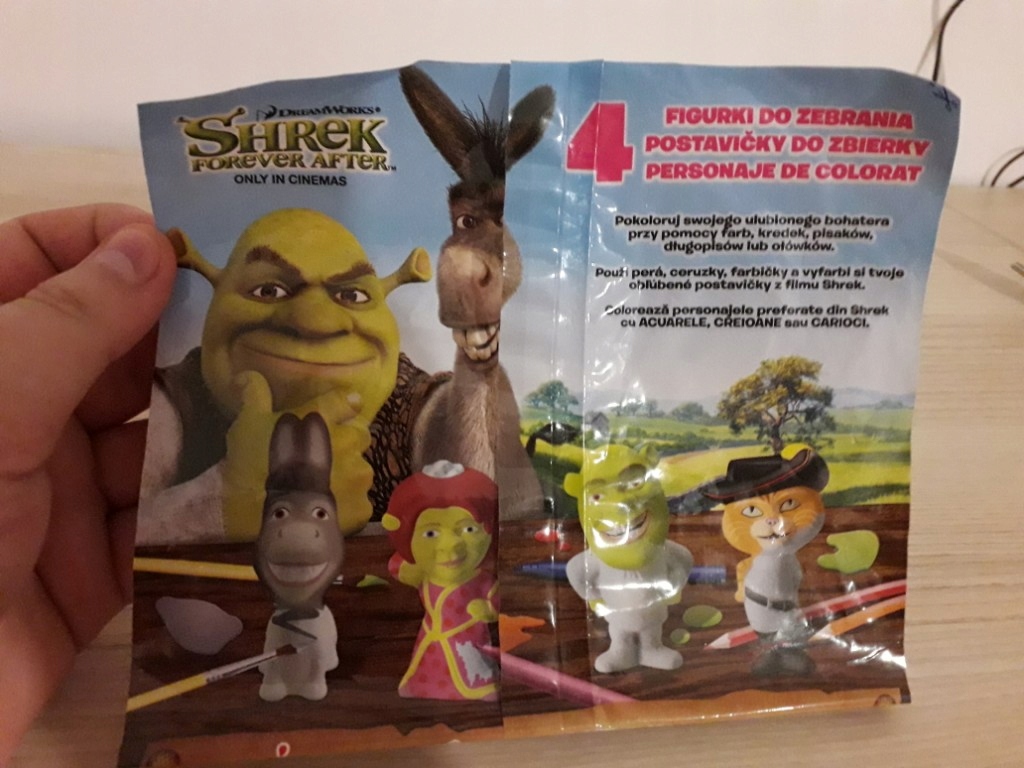 DREAMWORKS
SHREK
FOREVER AFTER™
ONLY IN CINEMAS
4
FIGURKI DO ZEBRANIA
POSTAVIČKY DO ZBIERKY
PERSONAJE DE COLORAT
Pokoloruj swojego ulubionego bohatera
przy pomocy farb, kredek, pisaków,
długopisów lub ołówków.
Použi perá, ceruzky, farbičky a vyfarbi si tvoje
obľúbené postavičky z filmu Shrek.
Colorează personajele preferate din Shrek
cu ACUARELE, CREIOANE sau CARIOCI.